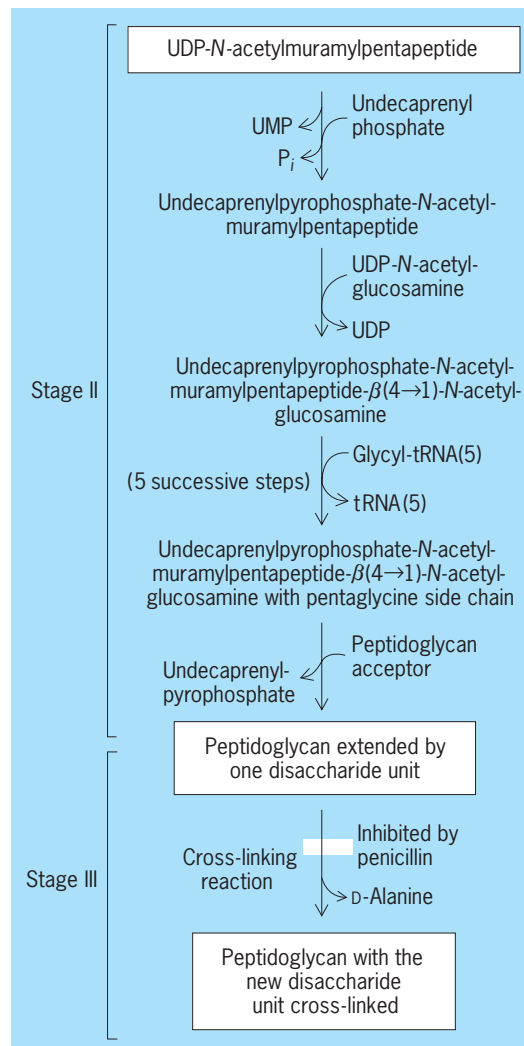 UDP-N-acetylmuramylpentapeptide
UMP
Undecaprenyl
phosphate
Pi
Undecaprenylpyrophosphate-N-acetyl-
muramylpentapeptide
UDP-N-acetyl-
glucosamine
UDP
Stage II
Undecaprenylpyrophosphate-N-acetyl-
muramylpentapeptide-β(4→1)-N-acetyl-
glucosamine
(5 successive steps)
Glycyl-tRNA(5)
tRNA(5)
Undecaprenylpyrophosphate-N-acetyl-
muramylpentapeptide-β(4→1)-N-acetyl-
glucosamine with pentaglycine side chain
Undecaprenyl-
pyrophosphate
Peptidoglycan
acceptor
Peptidoglycan extended by
one disaccharide unit
Stage III
Cross-linking
reaction
Inhibited by
penicillin
D-Alanine
Peptidoglycan with the
new disaccharide
unit cross-linked